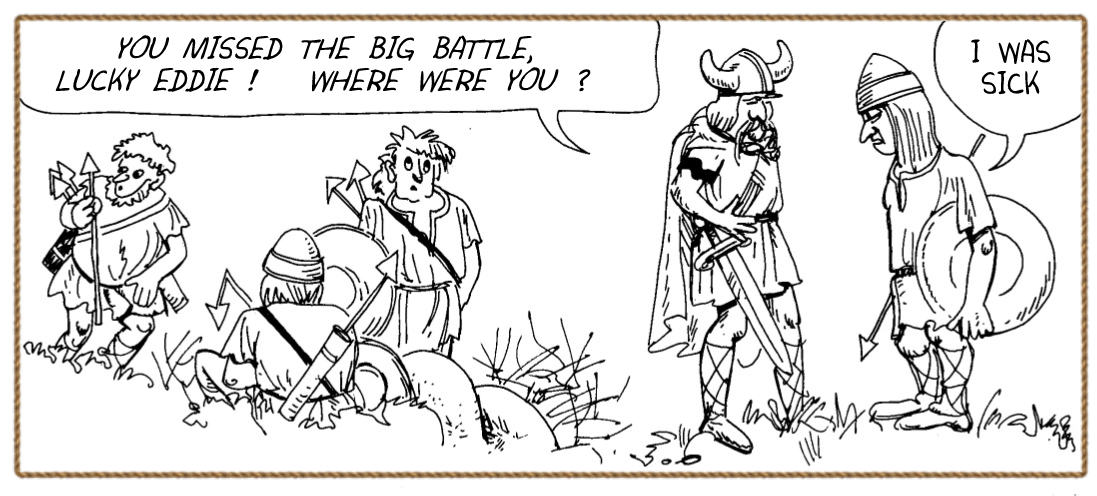 YOU MISSED THE BIG BATTLE,
LUCKY EDDIE ! WHERE WERE YOU ?
I WAS
SICK